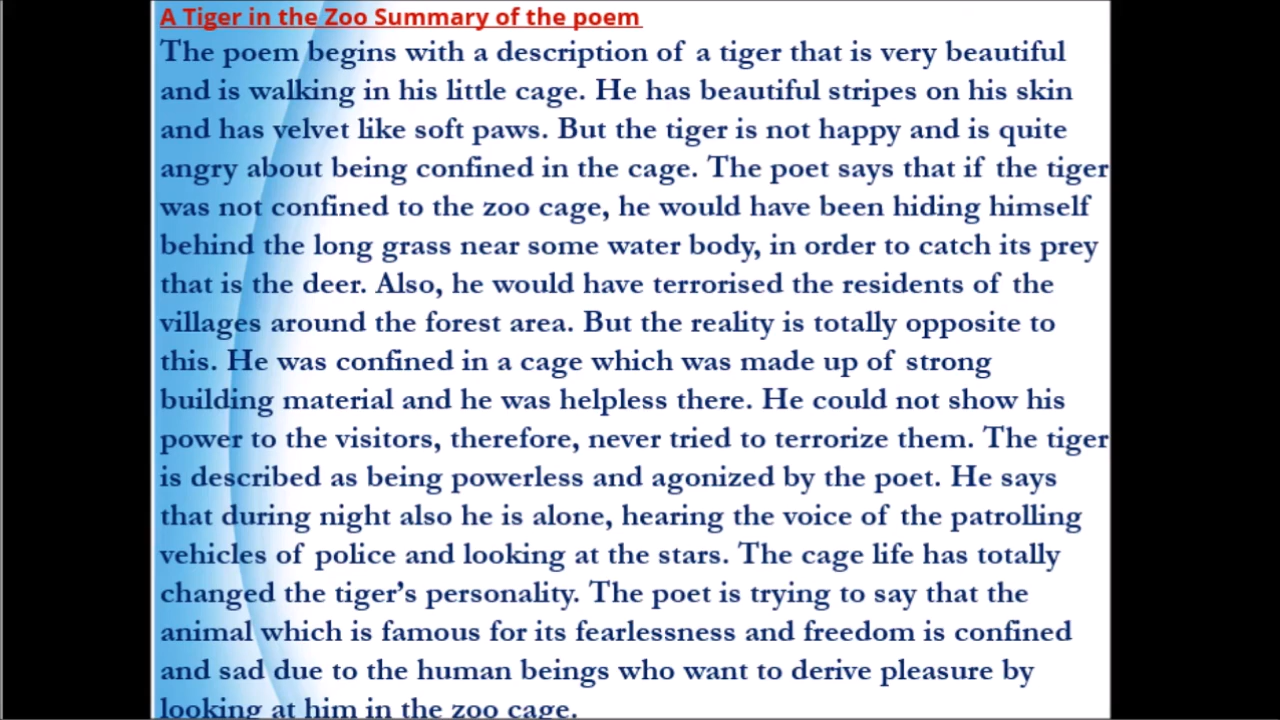 A Tiger in the Zoo Summary of the poem
The poem begins with a description of a tiger that is very beautiful
and is walking in his little cage. He has beautiful stripes on his skin
and has velvet like soft paws. But the tiger is not happy and is quite
angry about being confined in the cage. The poet says that if the tiger
was not confined to the zoo cage, he would have been hiding himself
behind the long grass near some water body, in order to catch its prey
that is the deer. Also, he would have terrorised the residents of the
villages around the forest area. But the reality is totally opposite to
this. He was confined in a cage which was made up of strong
building material and he was helpless there. He could not show his
power to the visitors, therefore, never tried to terrorize them. The tiger
is described as being powerless and agonized by the poet. He says
that during night also he is alone, hearing the voice of the patrolling
vehicles of police and looking at the stars. The cage life has totally
changed the tiger’s personality. The poet is trying to say that the
animal which is famous for its fearlessness and freedom is confined
and sad due to the human beings who want to derive pleasure by
looking at him in the zoo cage.